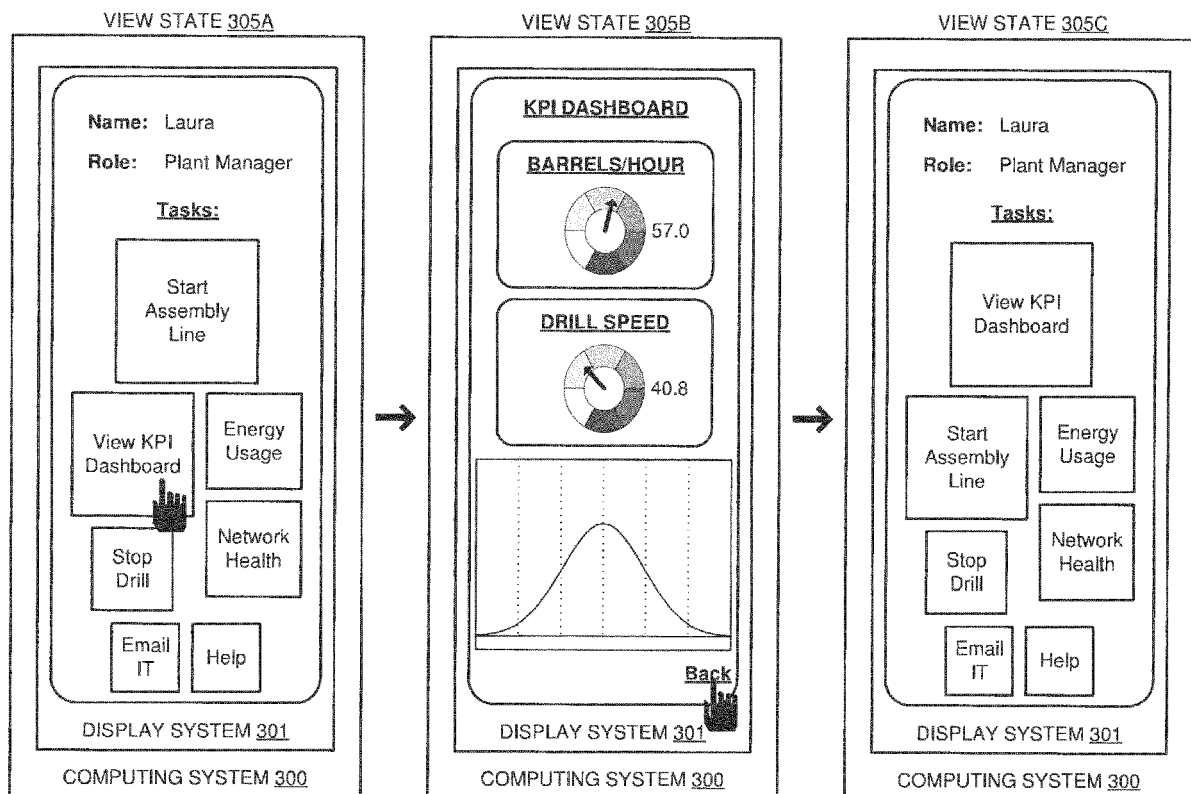 VIEW STATE 305A
Name: Laura
Role: Plant Manager
Tasks:
Start
Assembly
Line
View KPI
Dashboard
Energy
Usage
Stop
Drill
Network
Health
Email
IT
Help
DISPLAY SYSTEM 301
COMPUTING SYSTEM 300
VIEW STATE 305B
KPI DASHBOARD
BARRELS/HOUR
57.0
DRILL SPEED
40.8
Back
DISPLAY SYSTEM 301
COMPUTING SYSTEM 300
VIEW STATE 305C
Name: Laura
Role: Plant Manager
Tasks:
View KPI
Dashboard
Start
Assembly
Line
Energy
Usage
Stop
Drill
Network
Health
Email
IT
Help
DISPLAY SYSTEM 301
COMPUTING SYSTEM 300